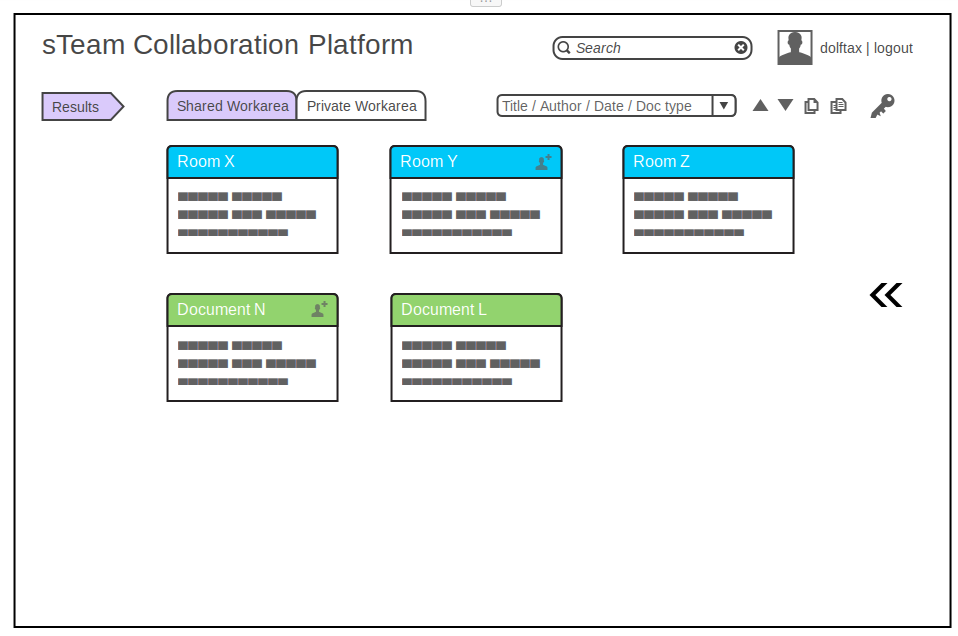 sTeam Collaboration Platform
Search
dolftax | logout
Results
Shared Workarea
Private Workarea
Title / Author / Date / Doc type
Room X
Room Y
Room Z
Document N
Document L